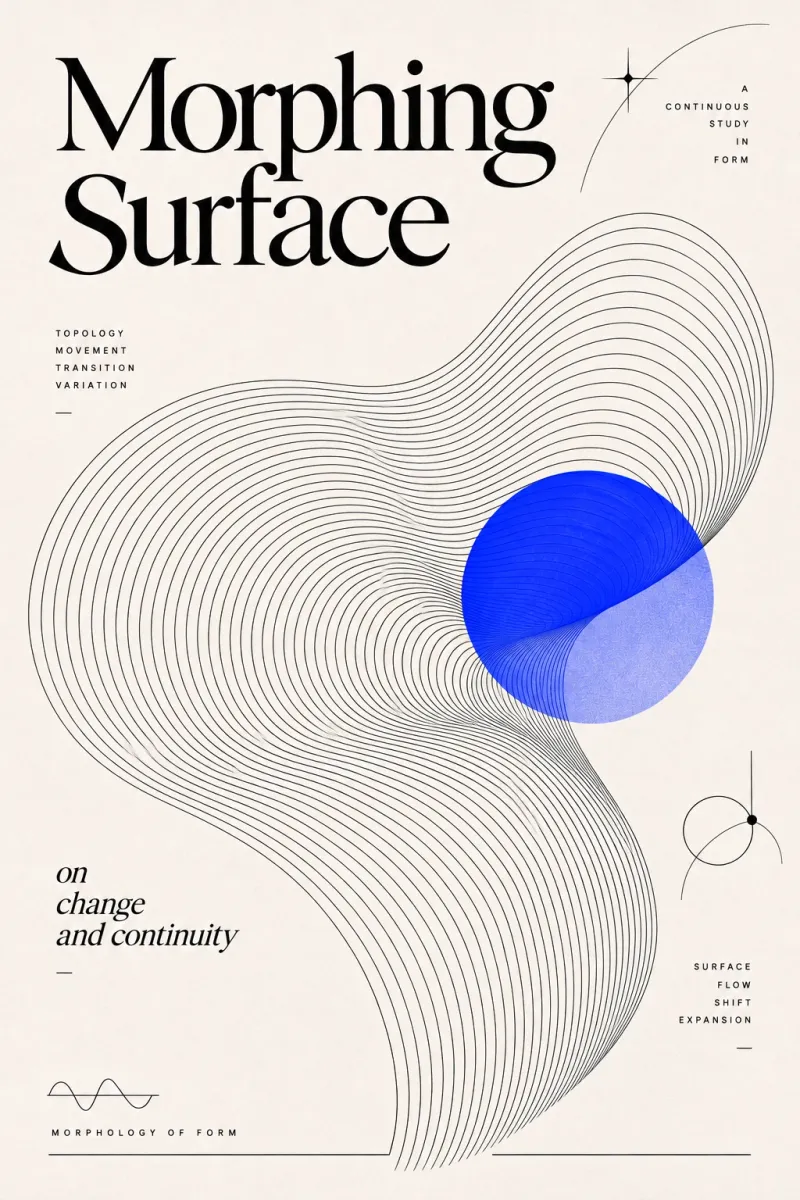 Morphing
Surface
A
CONTINUOUS
STUDY
IN
FORM
TOPOLOGY
MOVEMENT
TRANSITION
VARIATION
on
change
and continuity
SURFACE
FLOW
SHIFT
EXPANSION
MORPHOLOGY OF FORM